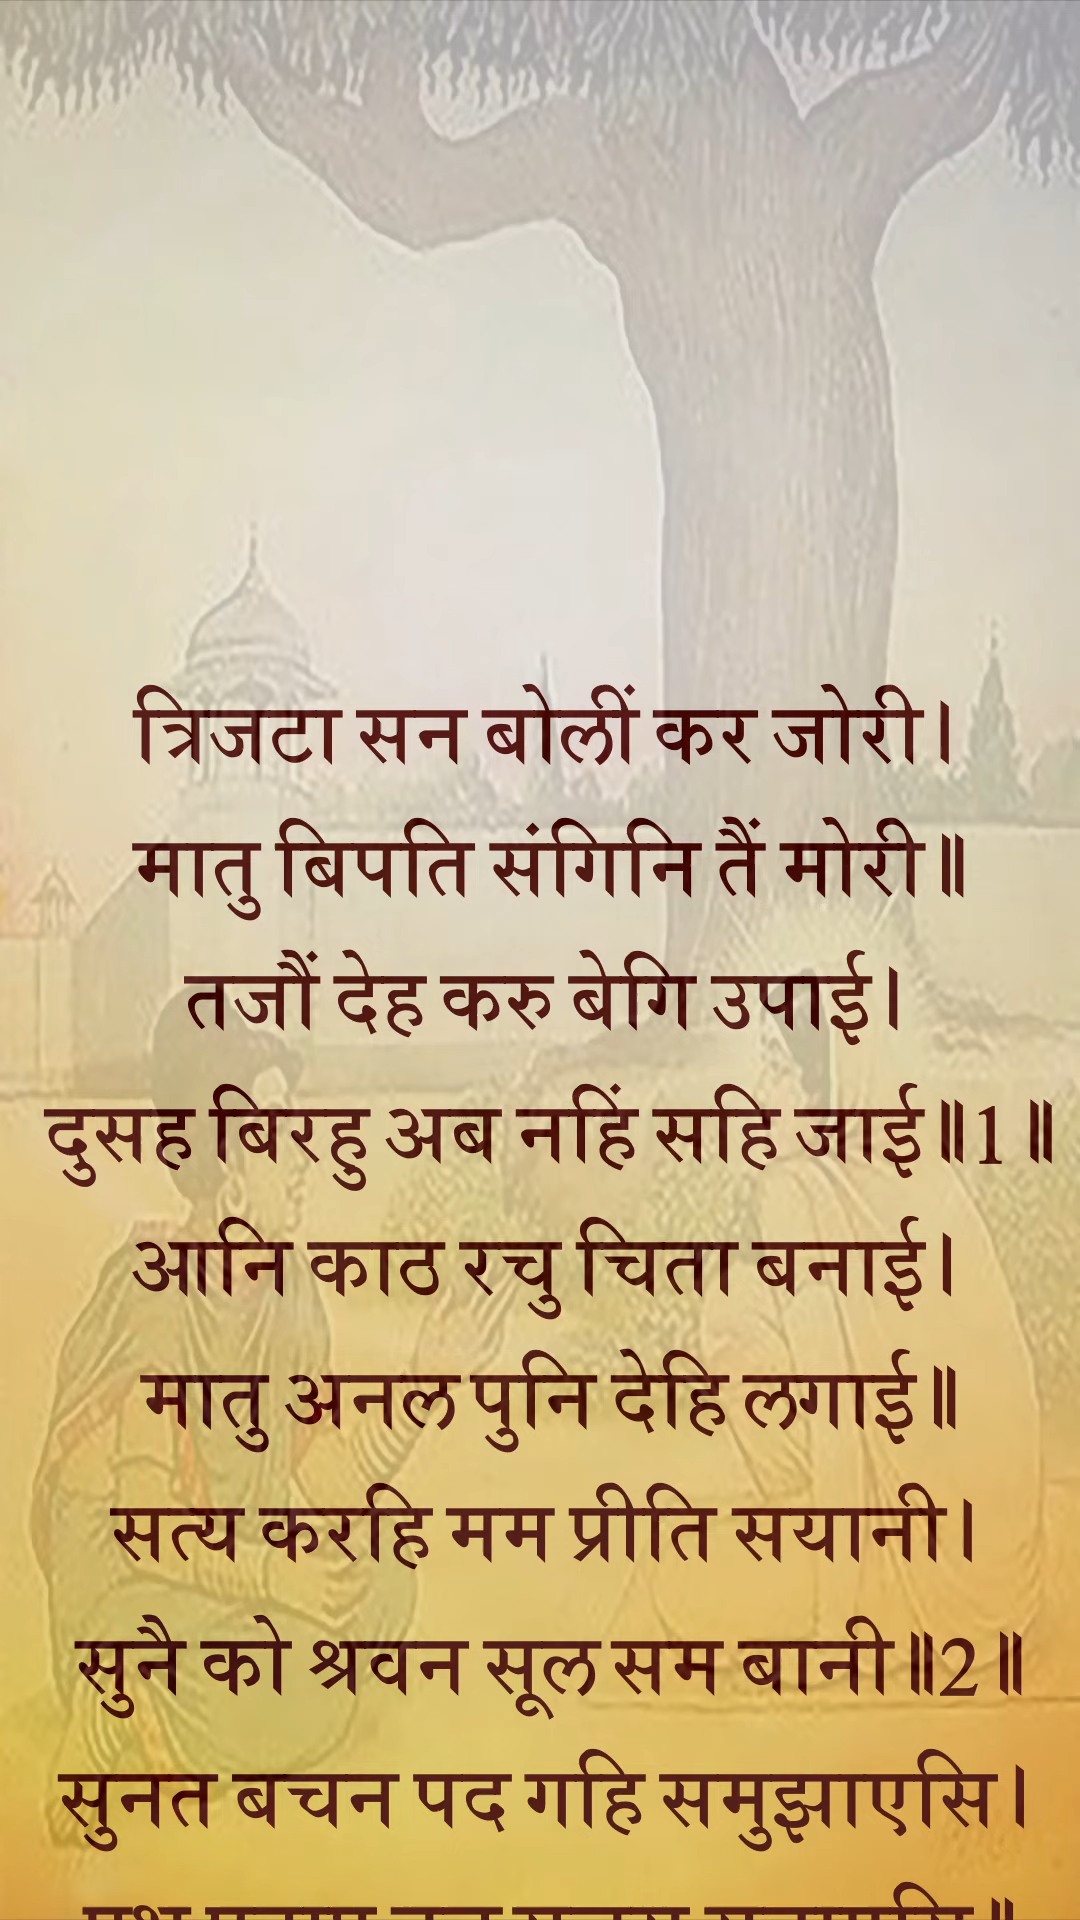 त्रिजटा सन बोलीं कर जोरी।
मातु बिपति संगिनि तैं मोरी॥
तजौं देह करु बेगि उपाई।
दुसह बिरहु अब नहिं सहि जाई॥1॥
आनि काठ रचु चिता बनाई।
मातु अनल पुनि देहि लगाई॥
सत्य करहि मम प्रीति सयानी।
सुनै को श्रवन सूल सम बानी॥2॥
सुनत बचन पद गहि समुझाएसि।